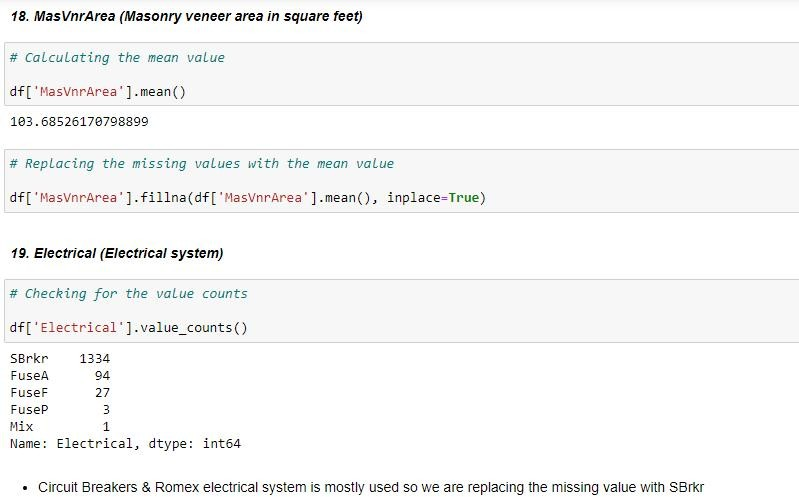 18. MasVnrArea (Masonry veneer area in square feet)
# Calculating the mean value
df['MasVnrArea'].mean()
103.68526170798899
# Replacing the missing values with the mean value
df['MasVnrArea'].fillna(df['MasVnrArea'].mean(), inplace=True)
19. Electrical (Electrical system)
# Checking for the value counts
df['Electrical'].value_counts()
SBrkr    1334
FuseA      94
FuseF      27
FuseP       3
Mix         1
Name: Electrical, dtype: int64
• Circuit Breakers & Romex electrical system is mostly used so we are replacing the missing value with SBrkr